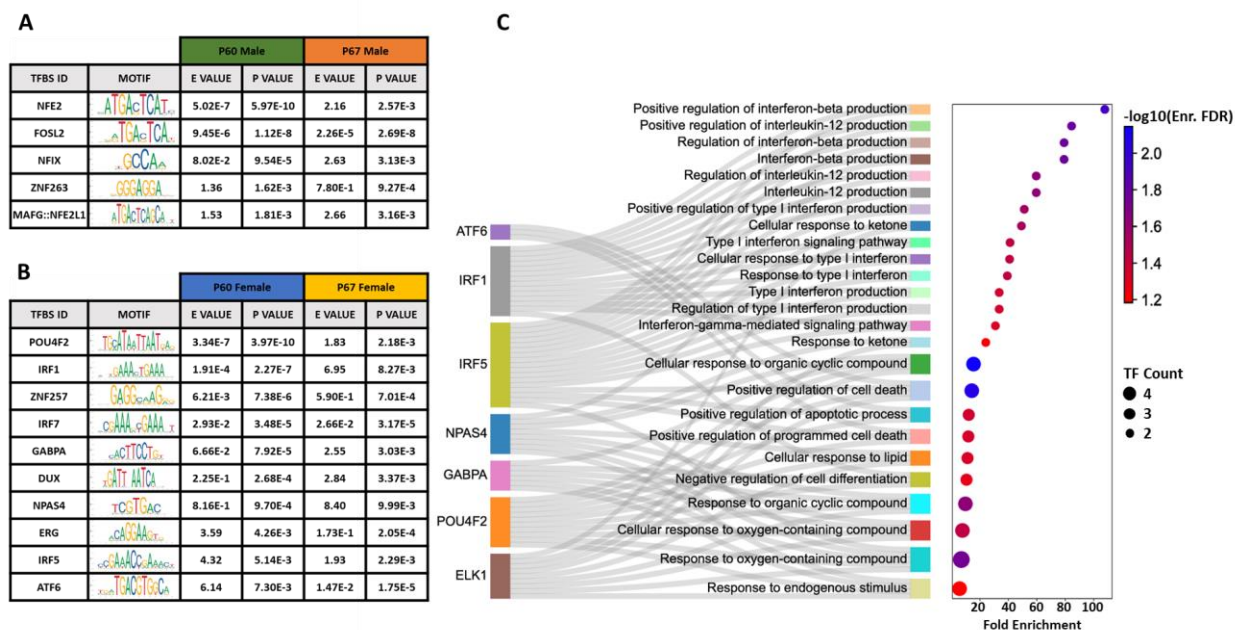 A
P60 Male P67 Male
TFBS ID MOTIF E VALUE P VALUE E VALUE P VALUE
NFE2 ATGAcTCAT 5.02E-7 5.97E-10 2.16 2.57E-3
FOSL2 TGAcTCA 9.45E-6 1.12E-8 2.26E-5 2.69E-8
NFIX GCCA 8.02E-2 9.54E-5 2.63 3.13E-3
ZNF263 GGGAGGA 1.36 1.62E-3 7.80E-1 9.27E-4
MAFG::NFE2L1 ATGAcTCAGCA 1.53 1.81E-3 2.66 3.16E-3
B
P60 Female P67 Female
TFBS ID MOTIF E VALUE P VALUE E VALUE P VALUE
POU4F2 3.34E-7 3.97E-10 1.83 2.18E-3
IRF1 1.91E-4 2.27E-7 6.95 8.27E-3
ZNF257 6.21E-3 7.38E-6 5.90E-1 7.01E-4
IRF7 2.93E-2 3.48E-5 2.66E-2 3.17E-5
GABPA CACTTCCTG 6.66E-2 7.92E-5 2.55 3.03E-3
DUX 2.25E-1 2.68E-4 2.84 3.37E-3
NPAS4 TCGTGAC 8.16E-1 9.70E-4 8.40 9.99E-3
ERG 3.59 4.26E-3 1.73E-1 2.05E-4
IRF5 4.32 5.14E-3 1.93 2.29E-3
ATF6 TGACGTGGCA 6.14 7.30E-3 1.47E-2 1.75E-5
C
ATF6
IRF1
IRF5
NPAS4
GABPA
POU4F2
ELK1
Positive regulation of interferon-beta production
Positive regulation of interleukin-12 production
Regulation of interferon-beta production
Interferon-beta production
Regulation of interleukin-12 production
Interleukin-12 production
Positive regulation of type I interferon production
Cellular response to ketone
Type I interferon signaling pathway
Cellular response to type I interferon
Response to type I interferon
Type I interferon production
Regulation of type I interferon production
Interferon-gamma-mediated signaling pathway
Response to ketone
Cellular response to organic cyclic compound
Positive regulation of cell death
Positive regulation of apoptotic process
Positive regulation of programmed cell death
Cellular response to lipid
Negative regulation of cell differentiation
Response to organic cyclic compound
Cellular response to oxygen-containing compound
Response to oxygen-containing compound
Response to endogenous stimulus
20 40 60 80 100
Fold Enrichment
-log10(Enr. FDR)
2.0
1.8
1.6
1.4
1.2
TF Count
4
3
2